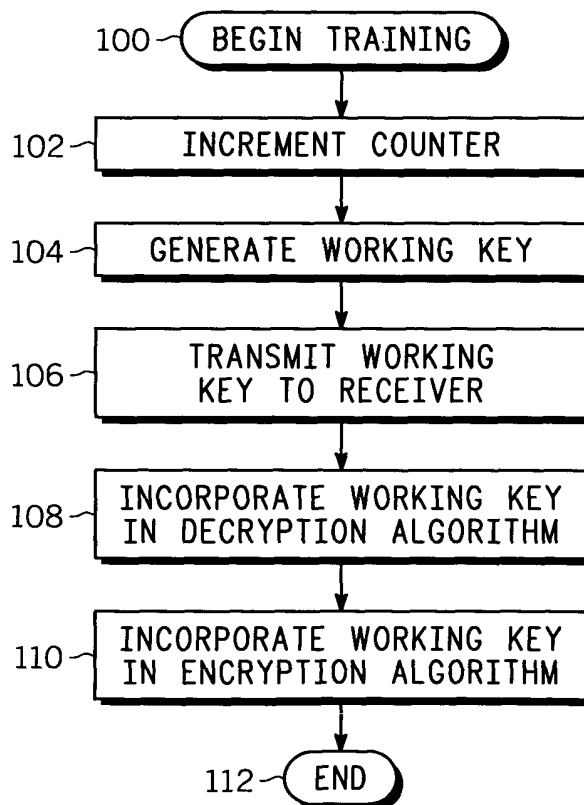 100 BEGIN TRAINING
102 INCREMENT COUNTER
104 GENERATE WORKING KEY
106 TRANSMIT WORKING
KEY TO RECEIVER
108 INCORPORATE WORKING KEY
IN DECRYPTION ALGORITHM
110 INCORPORATE WORKING KEY
IN ENCRYPTION ALGORITHM
112 END